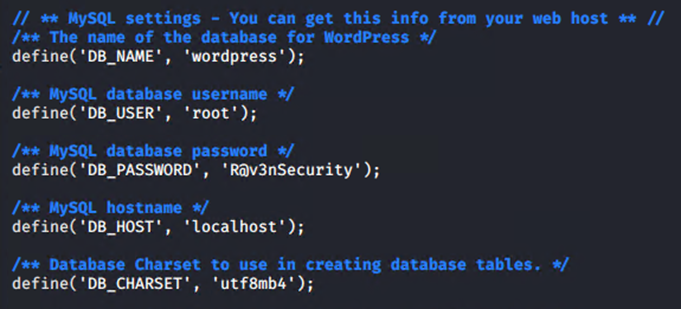 // ** MySQL settings - You can get this info from your web host ** //
/** The name of the database for WordPress */
define('DB_NAME', 'wordpress');
/** MySQL database username */
define('DB_USER', 'root');
/** MySQL database password */
define('DB_PASSWORD', 'R@v3nSecurity');
/** MySQL hostname */
define('DB_HOST', 'localhost');
/** Database Charset to use in creating database tables. */
define('DB_CHARSET', 'utf8mb4');